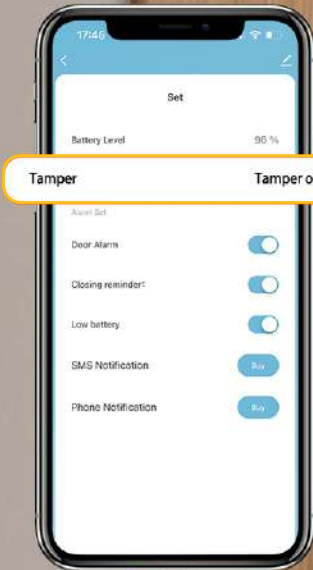 17:46
Set
Battery Level 96 %
Tamper Tamper o
Alarm Set
Door Alarm
Closing reminder:
Low battery
SMS Notification Buy
Phone Notification Buy